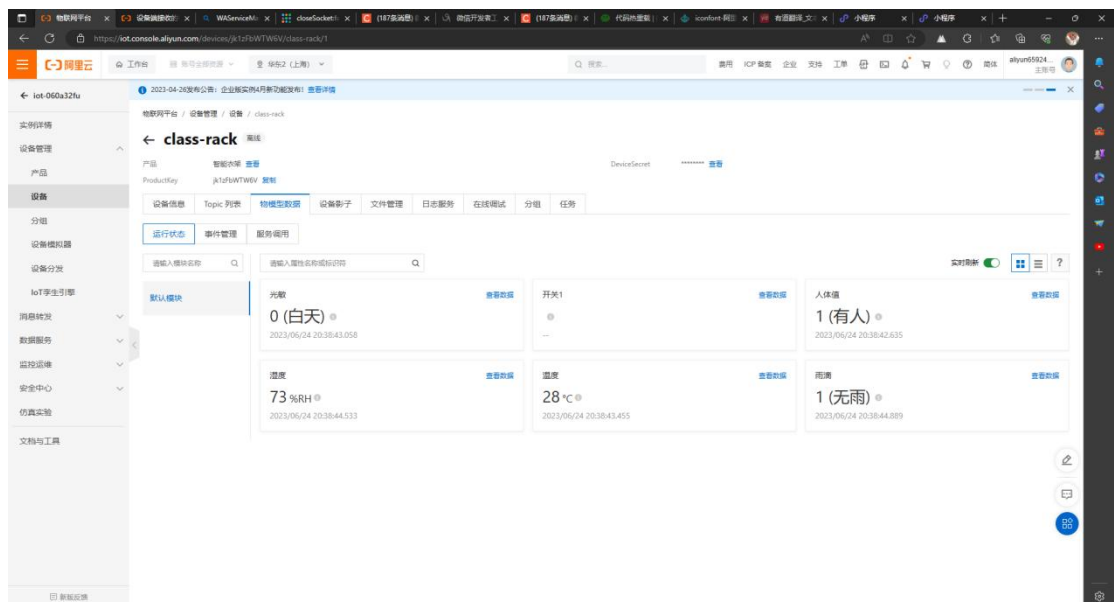 物联网平台
设备端接收
WAServiceMa
closeSocket
(187条消息)
微信开发者工
(187条消息)
代码热重载
iconfont-阿里
有道翻译_文
小程序
小程序
https://iot.console.aliyun.com/devices/jk1zFbWTW6V/class-rack/1
阿里云 工作台 账号全部资源 华东2（上海） 搜索... 费用 ICP 备案 企业 支持 工单 简体 aliyun65924...
主账号
iot-060a32fu
2023-04-26发布公告：企业版实例4月新功能发布！ 查看详情
实例详情
设备管理
产品
设备
分组
设备模拟器
设备分发
IoT孪生引擎
消息转发
数据服务
监控运维
安全中心
仿真实验
文档与工具
新版反馈
物联网平台 / 设备管理 / 设备 / class-rack
class-rack 离线
产品 智能衣架 查看 DeviceSecret ******** 查看
ProductKey jk1zFbWTW6V 复制
设备信息 Topic 列表 物模型数据 设备影子 文件管理 日志服务 在线调试 分组 任务
运行状态 事件管理 服务调用
请输入模块名称 请输入属性名称或标识符 实时刷新 ?
默认模块
光敏 查看数据
0 (白天)
2023/06/24 20:38:43.058
开关1 查看数据
—
人体值 查看数据
1 (有人)
2023/06/24 20:38:42.635
湿度 查看数据
73 %RH
2023/06/24 20:38:44.533
温度 查看数据
28 °C
2023/06/24 20:38:43.455
雨滴 查看数据
1 (无雨)
2023/06/24 20:38:44.889